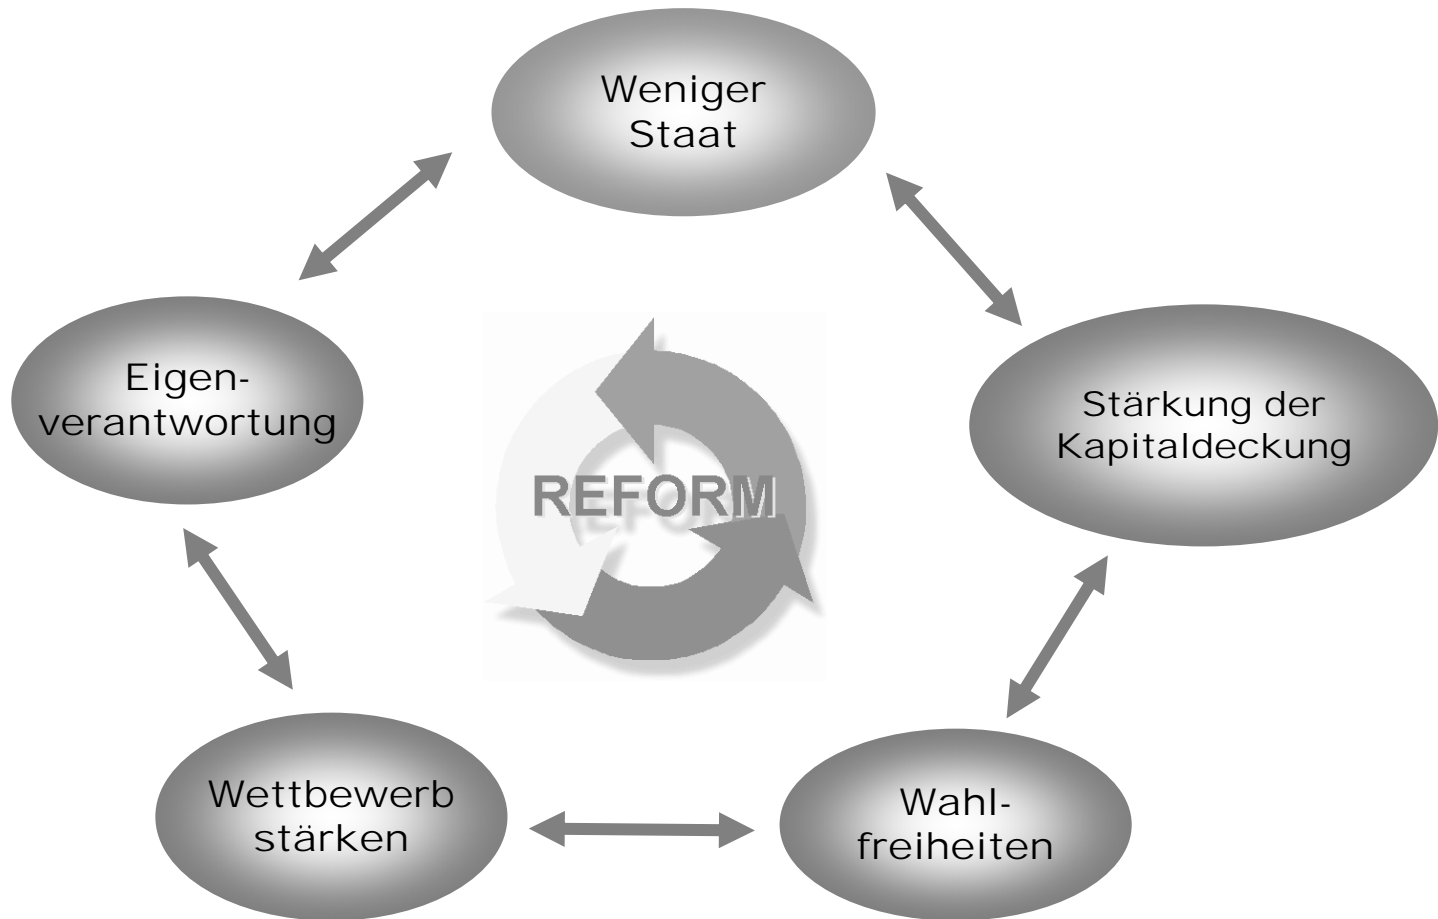 Weniger
Staat
Eigen-
verantwortung
Stärkung der
Kapitaldeckung
REFORM
Wettbewerb
stärken
Wahl-
freiheiten